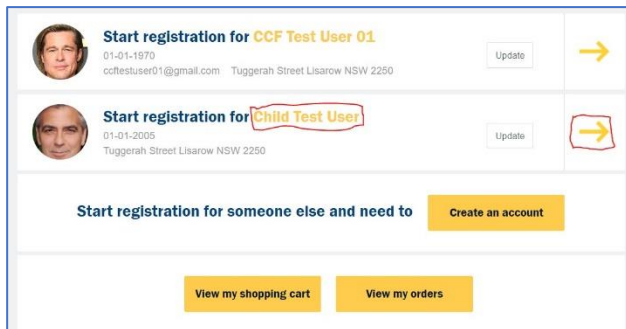 Start registration for CCF Test User 01
01-01-1970
ccftestuser01@gmail.com Tuggerah Street Lisarow NSW 2250
Update
Start registration for Child Test User
01-01-2005
Tuggerah Street Lisarow NSW 2250
Update
Start registration for someone else and need to
Create an account
View my shopping cart
View my orders